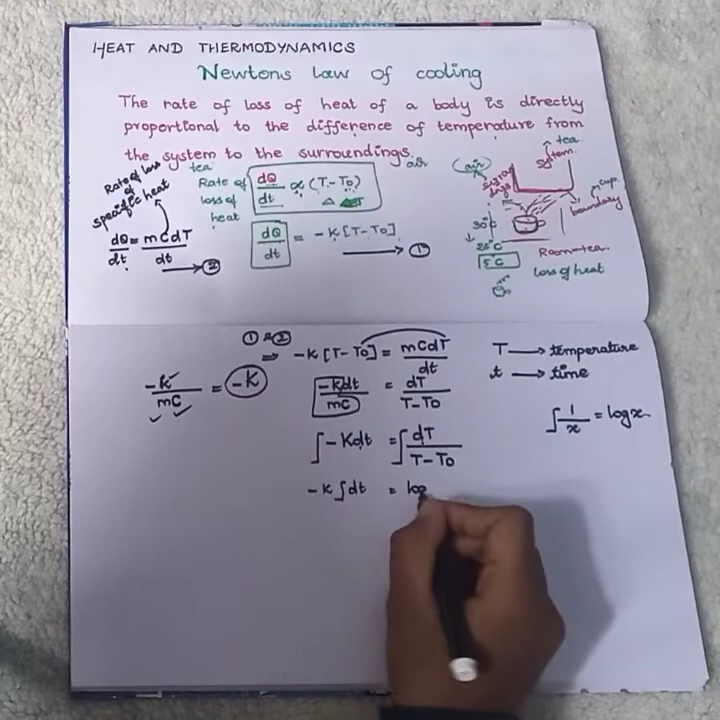 HEAT AND THERMODYNAMICS
Newtons law of cooling
The rate of loss of heat of a body is directly
proportional to the difference of temperature from
the system to the surroundings.
tea
air
Rate of loss
of
specific heat
dQ/dt = mCdT/dt → ②
Rate of
loss of
heat
dQ/dt ∝ (T-T₀)
dQ/dt = -K[T-T₀] → ①
air
tea
system
cup
boundary
30°C
25°C
5°C
Room tea
loss of heat
① & ②
⇒ -K[T-T₀] = mCdT/dt
-K/mC = -K
-Kdt/mC = dT/T-T₀
∫-Kdt = ∫dT/T-T₀
-K∫dt = log
T → temperature
t → time
∫1/x = logx